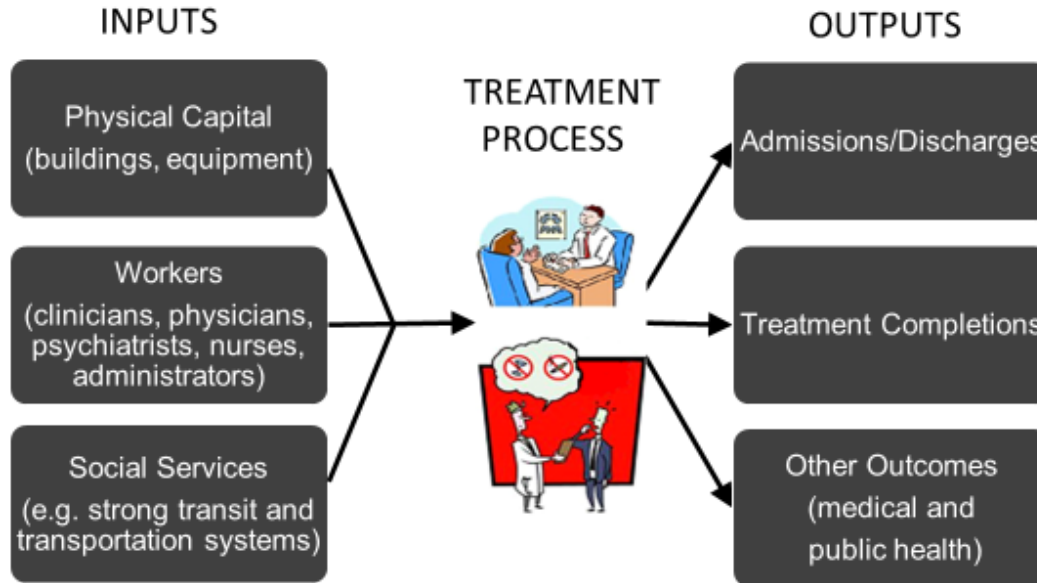 INPUTS
Physical Capital
(buildings, equipment)
Workers
(clinicians, physicians,
psychiatrists, nurses,
administrators)
Social Services
(e.g. strong transit and
transportation systems)
TREATMENT
PROCESS
OUTPUTS
Admissions/Discharges
Treatment Completions
Other Outcomes
(medical and
public health)